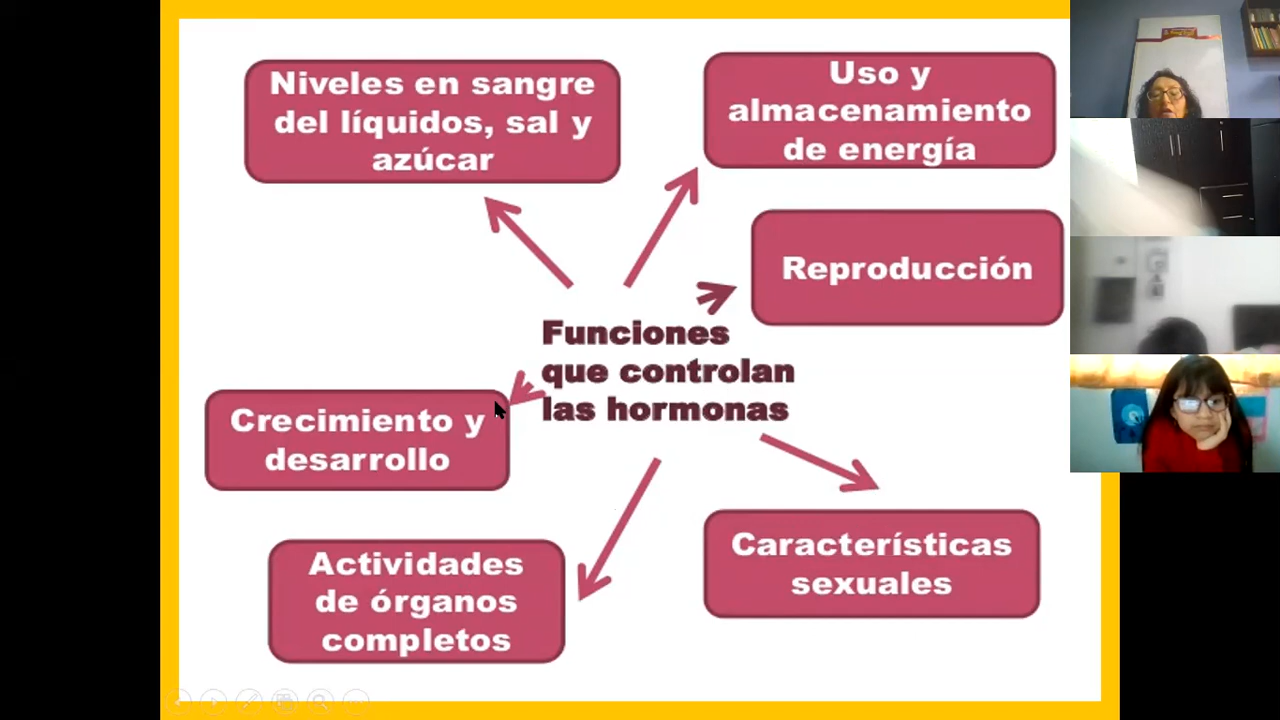 Niveles en sangre
del líquidos, sal y
azúcar
Uso y
almacenamiento
de energía
Reproducción
Funciones
que controlan
las hormonas
Crecimiento y
desarrollo
Características
sexuales
Actividades
de órganos
completos